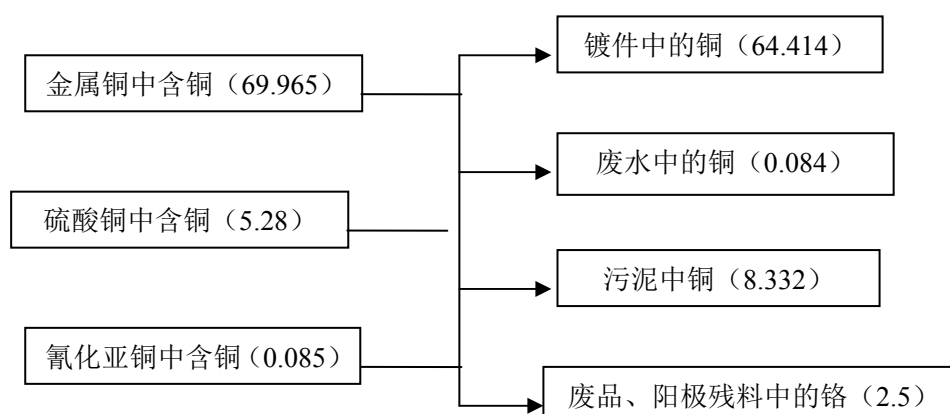 镀件中的铜（64.414）
金属铜中含铜（69.965）
废水中的铜（0.084）
硫酸铜中含铜（5.28）
污泥中铜（8.332）
氰化亚铜中含铜（0.085）
废品、阳极残料中的铬（2.5）